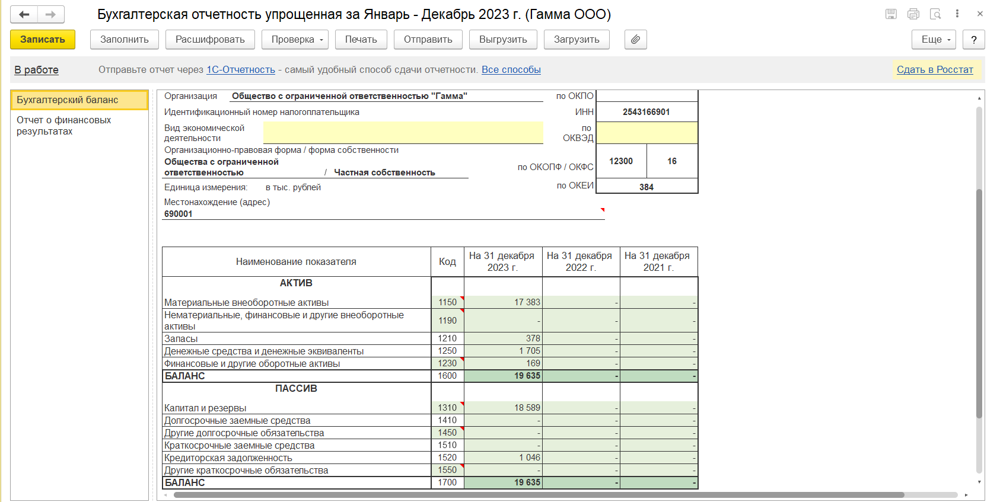 Бухгалтерская отчетность упрощенная за Январь - Декабрь 2023 г. (Гамма ООО)
Записать Заполнить Расшифровать Проверка Печать Отправить Выгрузить Загрузить Еще ?
В работе Отправьте отчет через 1С-Отчетность - самый удобный способ сдачи отчетности. Все способы Сдать в Росстат
Бухгалтерский баланс
Отчет о финансовых
результатах
Организация Общество с ограниченной ответственностью "Гамма" по ОКПО
Идентификационный номер налогоплательщика ИНН 2543166901
Вид экономической по
деятельности ОКВЭД
Организационно-правовая форма / форма собственности
Общества с ограниченной
ответственностью / Частная собственность по ОКОПФ / ОКФС 12300 16
Единица измерения: в тыс. рублей по ОКЕИ 384
Местонахождение (адрес)
690001
Наименование показателя Код На 31 декабря 2023 г. На 31 декабря 2022 г. На 31 декабря 2021 г.
АКТИВ
Материальные внеоборотные активы 1150 17 383 - -
Нематериальные, финансовые и другие внеоборотные
активы 1190 - - -
Запасы 1210 378 - -
Денежные средства и денежные эквиваленты 1250 1 705 - -
Финансовые и другие оборотные активы 1230 169 - -
БАЛАНС 1600 19 635 - -
ПАССИВ
Капитал и резервы 1310 18 589 - -
Долгосрочные заемные средства 1410 - - -
Другие долгосрочные обязательства 1450 - - -
Краткосрочные заемные средства 1510 - - -
Кредиторская задолженность 1520 1 046 - -
Другие краткосрочные обязательства 1550 - - -
БАЛАНС 1700 19 635 - -